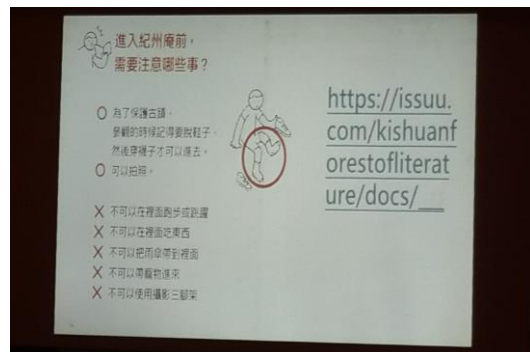 進入紀州庵前，
需要注意哪些事？
○ 為了保護古蹟，
參觀的時候記得要脫鞋子，
然後穿襪子才可以進去。
○ 可以拍照。
X 不可以在裡面跑步或跳躍
X 不可以在裡面吃東西
X 不可以把雨傘帶到裡面
X 不可以帶寵物進來
X 不可以使用攝影三腳架
https://issuu.
com/kishuanf
orestofliterat
ure/docs/___